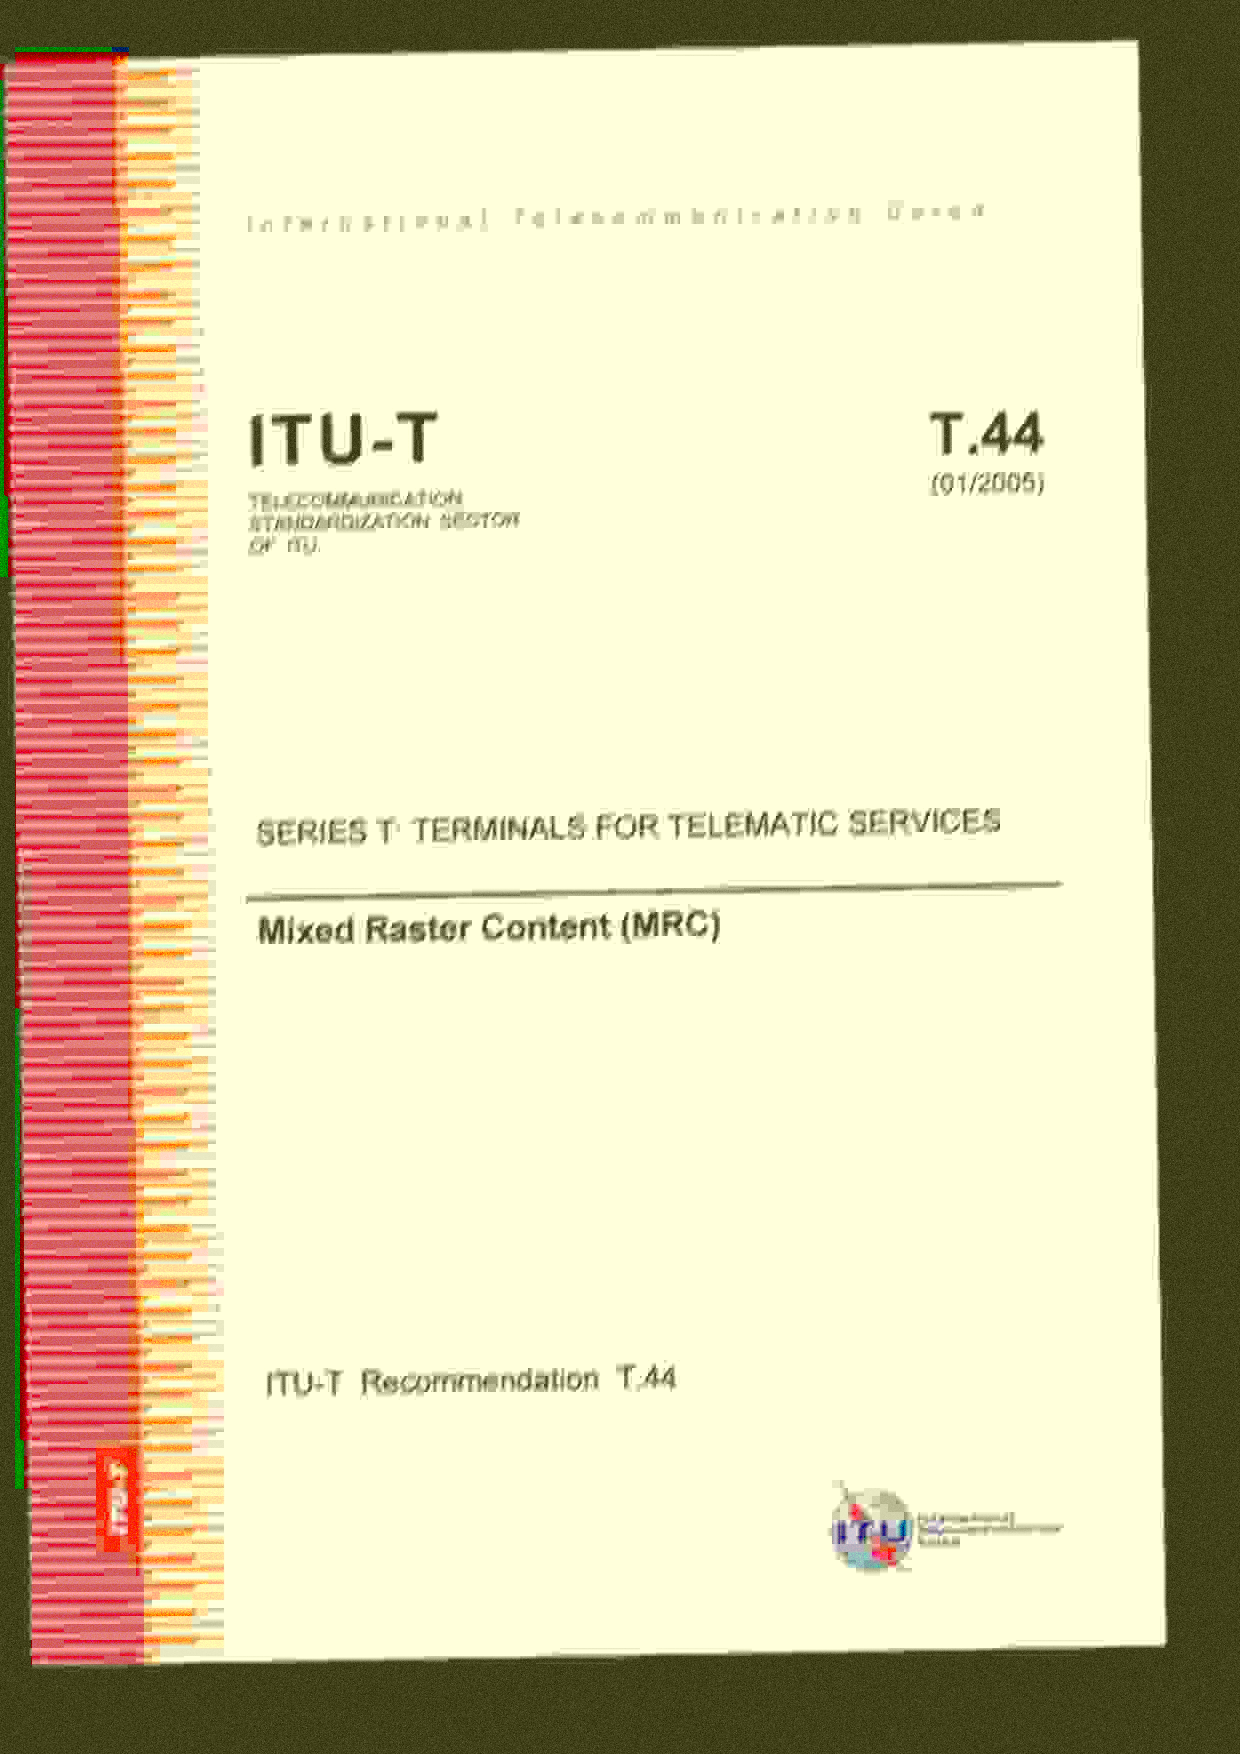 International Telecommunication Union
ITU-T
T.44
(01/2005)
TELECOMMUNICATION
STANDARDIZATION SECTOR
OF ITU
SERIES T: TERMINALS FOR TELEMATIC SERVICES
Mixed Raster Content (MRC)
ITU-T Recommendation T.44
ITU-T
ITU
International
Telecommunication
Union